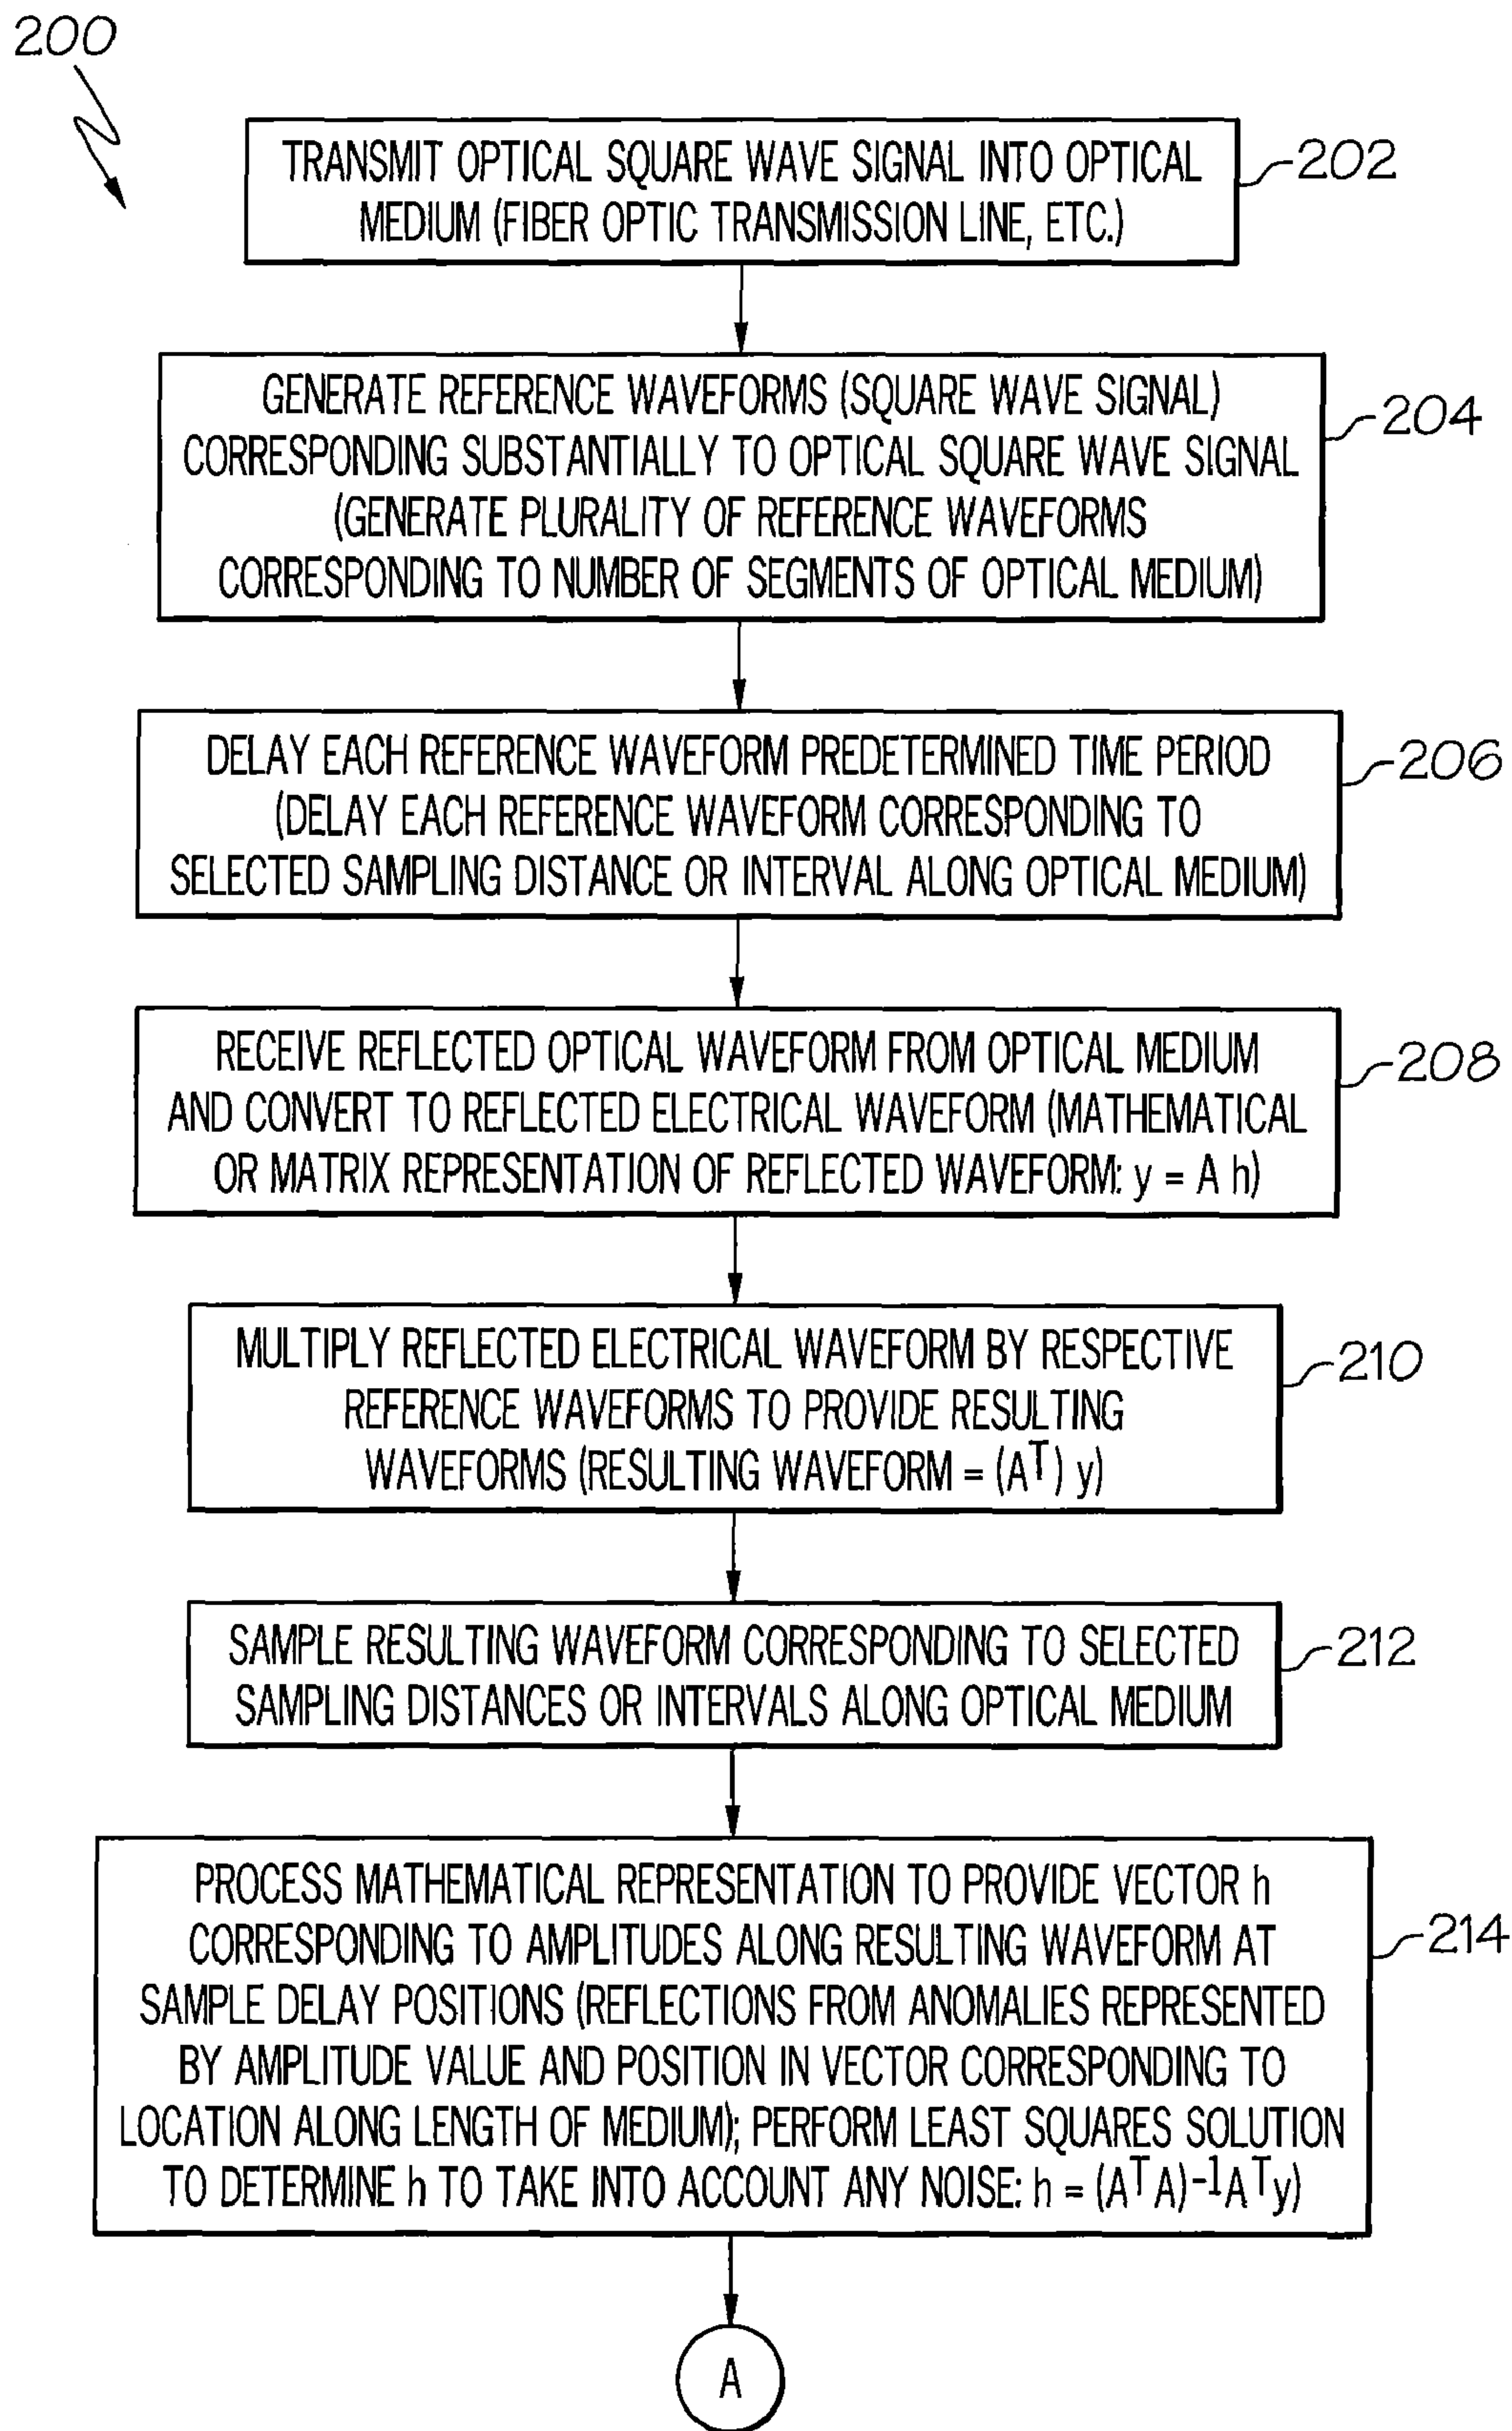 200
TRANSMIT OPTICAL SQUARE WAVE SIGNAL INTO OPTICAL
MEDIUM (FIBER OPTIC TRANSMISSION LINE, ETC.)
202
GENERATE REFERENCE WAVEFORMS (SQUARE WAVE SIGNAL)
CORRESPONDING SUBSTANTIALLY TO OPTICAL SQUARE WAVE SIGNAL
(GENERATE PLURALITY OF REFERENCE WAVEFORMS
CORRESPONDING TO NUMBER OF SEGMENTS OF OPTICAL MEDIUM)
204
DELAY EACH REFERENCE WAVEFORM PREDETERMINED TIME PERIOD
(DELAY EACH REFERENCE WAVEFORM CORRESPONDING TO
SELECTED SAMPLING DISTANCE OR INTERVAL ALONG OPTICAL MEDIUM)
206
RECEIVE REFLECTED OPTICAL WAVEFORM FROM OPTICAL MEDIUM
AND CONVERT TO REFLECTED ELECTRICAL WAVEFORM (MATHEMATICAL
OR MATRIX REPRESENTATION OF REFLECTED WAVEFORM: y = A h)
208
MULTIPLY REFLECTED ELECTRICAL WAVEFORM BY RESPECTIVE
REFERENCE WAVEFORMS TO PROVIDE RESULTING
WAVEFORMS (RESULTING WAVEFORM = (Aᵀ) y)
210
SAMPLE RESULTING WAVEFORM CORRESPONDING TO SELECTED
SAMPLING DISTANCES OR INTERVALS ALONG OPTICAL MEDIUM
212
PROCESS MATHEMATICAL REPRESENTATION TO PROVIDE VECTOR h
CORRESPONDING TO AMPLITUDES ALONG RESULTING WAVEFORM AT
SAMPLE DELAY POSITIONS (REFLECTIONS FROM ANOMALIES REPRESENTED
BY AMPLITUDE VALUE AND POSITION IN VECTOR CORRESPONDING TO
LOCATION ALONG LENGTH OF MEDIUM); PERFORM LEAST SQUARES SOLUTION
TO DETERMINE h TO TAKE INTO ACCOUNT ANY NOISE: h = (Aᵀ A)⁻¹Aᵀy)
214
A